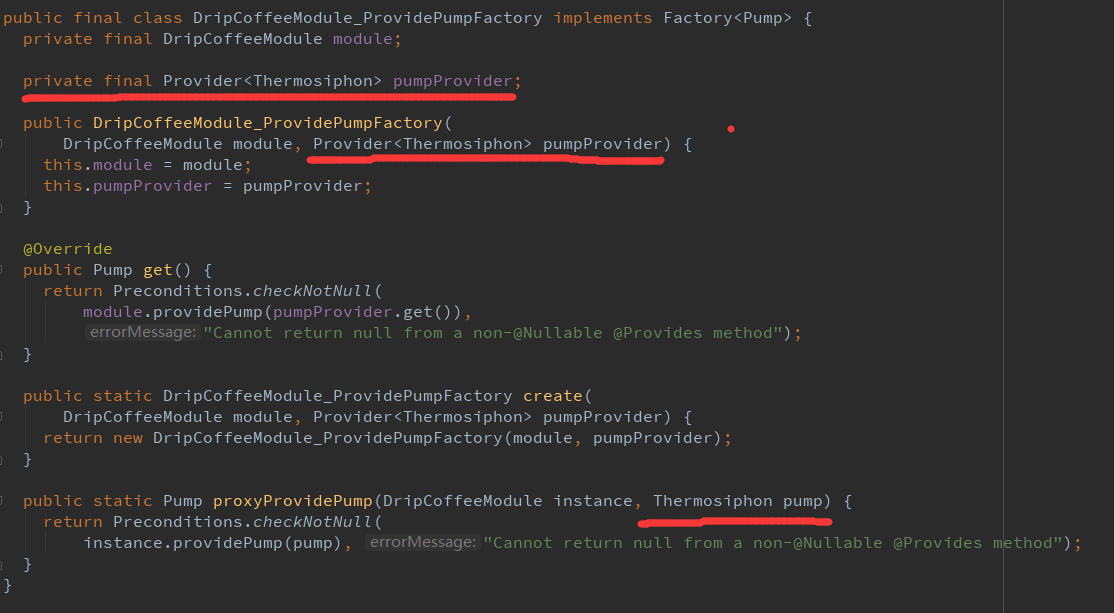 public final class DripCoffeeModule_ProvidePumpFactory implements Factory<Pump> {
private final DripCoffeeModule module;
private final Provider<Thermosiphon> pumpProvider;
public DripCoffeeModule_ProvidePumpFactory(
DripCoffeeModule module, Provider<Thermosiphon> pumpProvider) {
this.module = module;
this.pumpProvider = pumpProvider;
}
@Override
public Pump get() {
return Preconditions.checkNotNull(
module.providePump(pumpProvider.get()),
errorMessage: "Cannot return null from a non-@Nullable @Provides method");
}
public static DripCoffeeModule_ProvidePumpFactory create(
DripCoffeeModule module, Provider<Thermosiphon> pumpProvider) {
return new DripCoffeeModule_ProvidePumpFactory(module, pumpProvider);
}
public static Pump proxyProvidePump(DripCoffeeModule instance, Thermosiphon pump) {
return Preconditions.checkNotNull(
instance.providePump(pump), errorMessage: "Cannot return null from a non-@Nullable @Provides method");
}
}